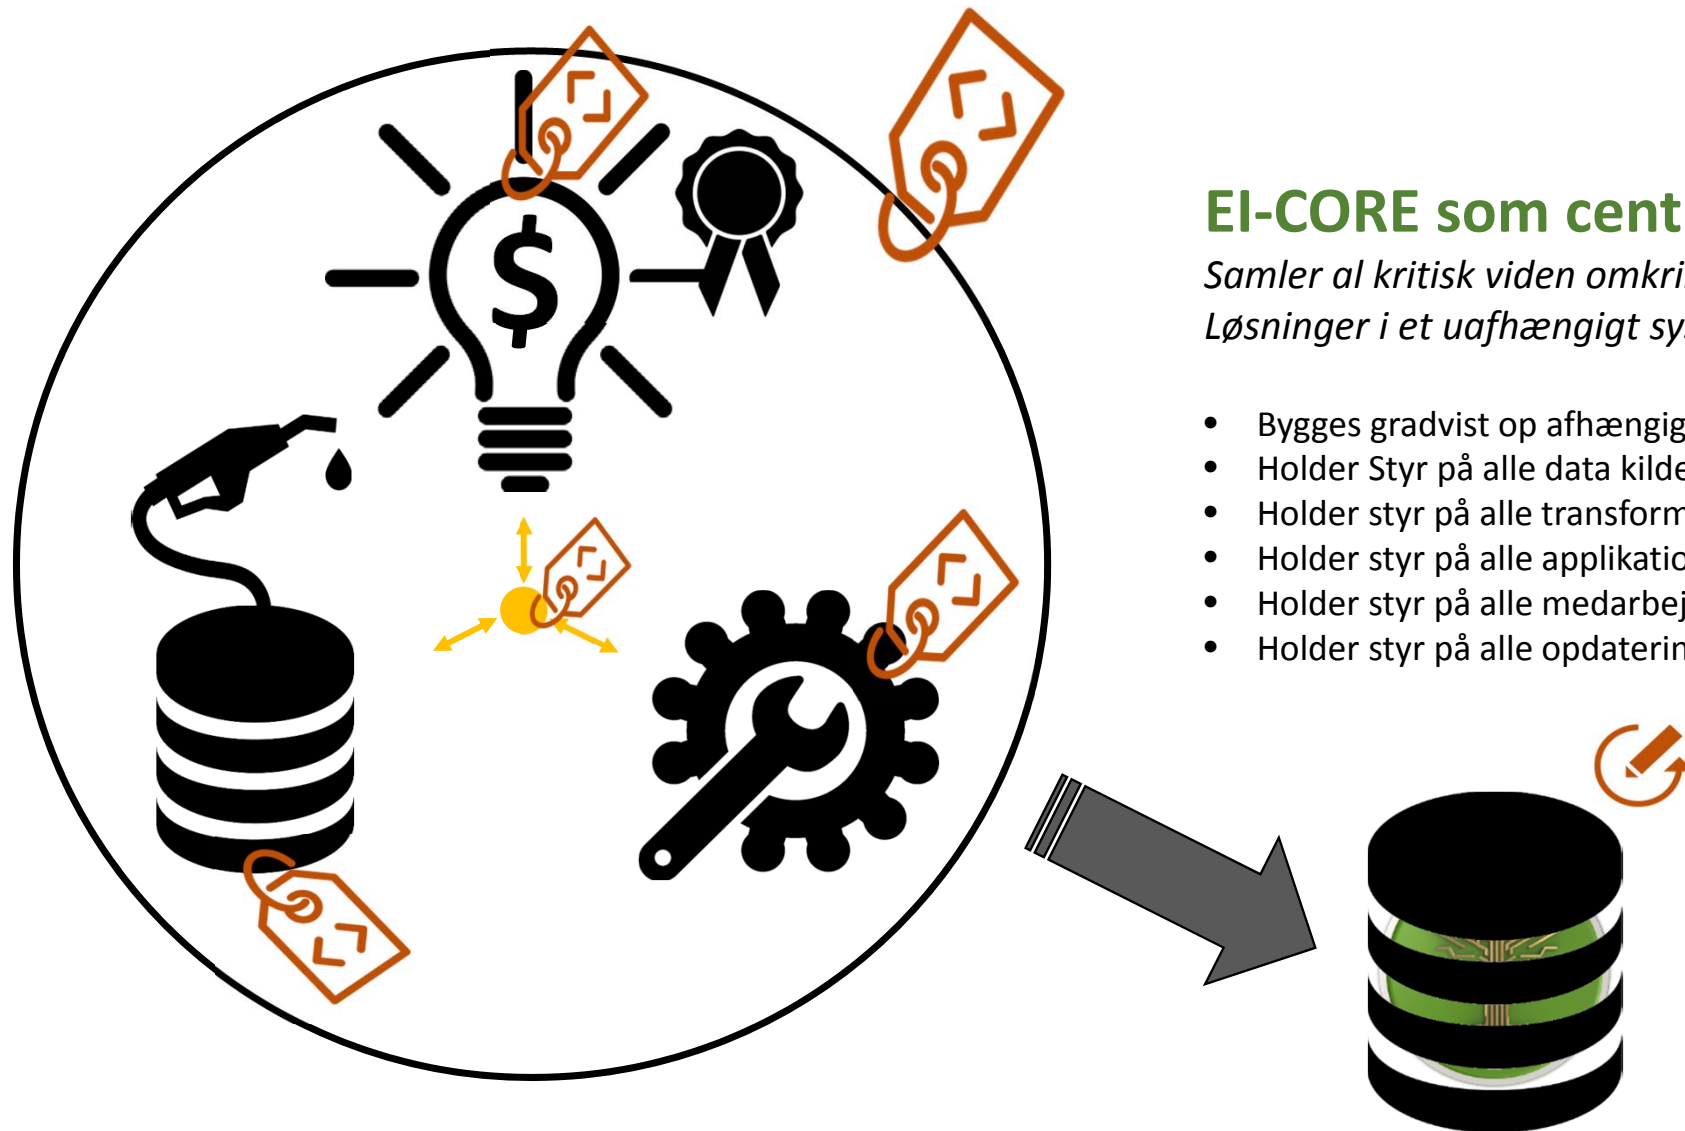 $
EI-CORE som cent
Samler al kritisk viden omkri
Løsninger i et uafhængigt sy
• Bygges gradvist op afhængig
• Holder Styr på alle data kilde
• Holder styr på alle transform
• Holder styr på alle applikatio
• Holder styr på alle medarbej
• Holder styr på alle opdaterin